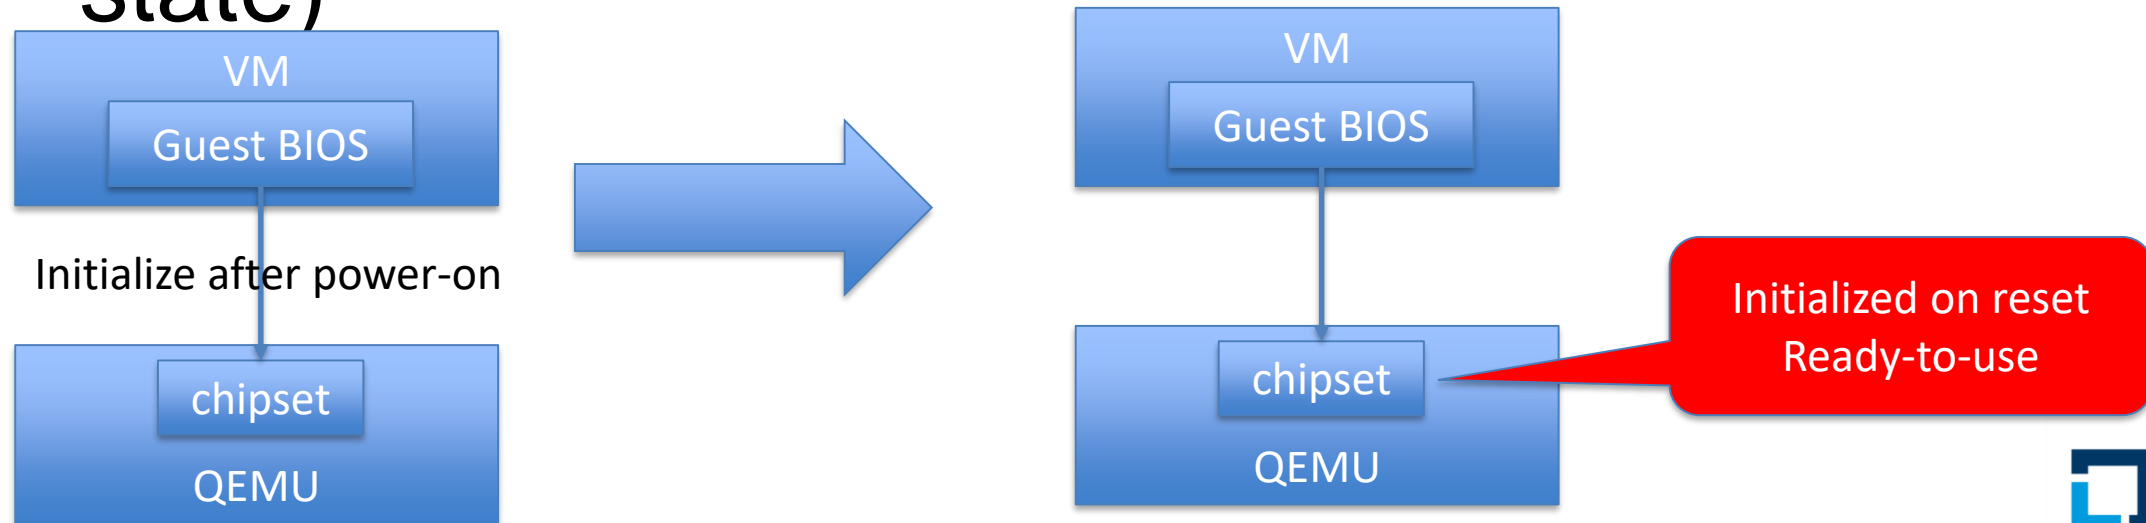 state)
VM
Guest BIOS
Initialize after power-on
chipset
QEMU
VM
Guest BIOS
chipset
QEMU
Initialized on reset
Ready-to-use